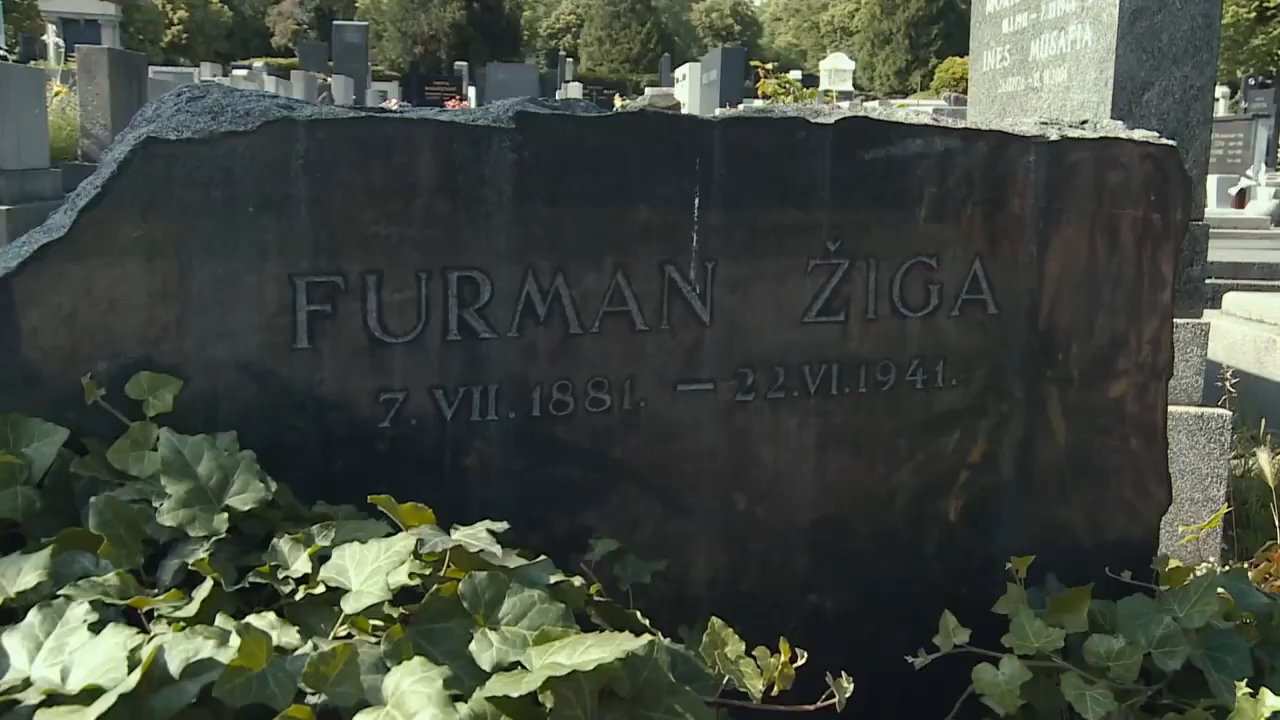 INES MUSAFIA
FURMAN ŽIGA
7. VII. 1881. — 22.VI.1941.